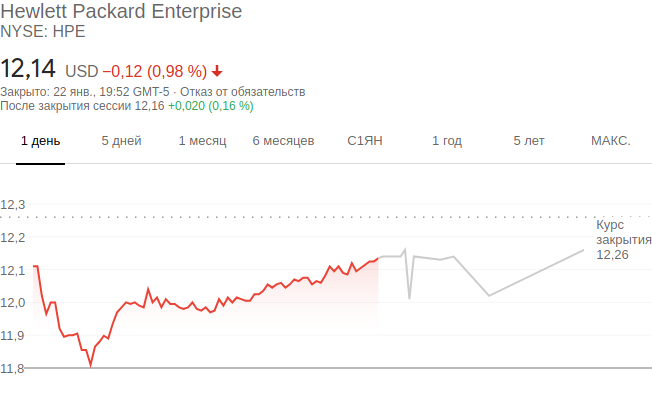 Hewlett Packard Enterprise
NYSE: HPE
12,14 USD −0,12 (0,98 %)
Закрыто: 22 янв., 19:52 GMT-5 · Отказ от обязательств
После закрытия сессии 12,16 +0,020 (0,16 %)
1 день 5 дней 1 месяц 6 месяцев С1ЯН 1 год 5 лет МАКС.
12,3
12,2
12,1
12,0
11,9
11,8
Курс
закрытия
12,26